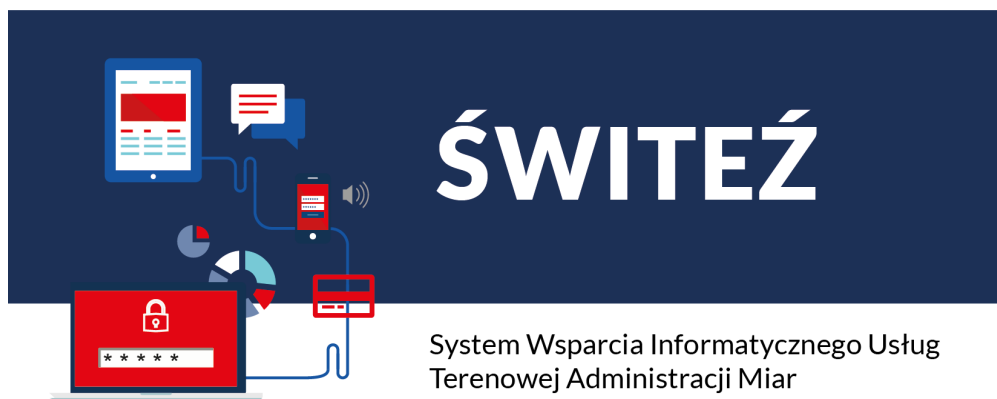 ŚWITEŹ
System Wsparcia Informatycznego Usług
Terenowej Administracji Miar
* * * * *